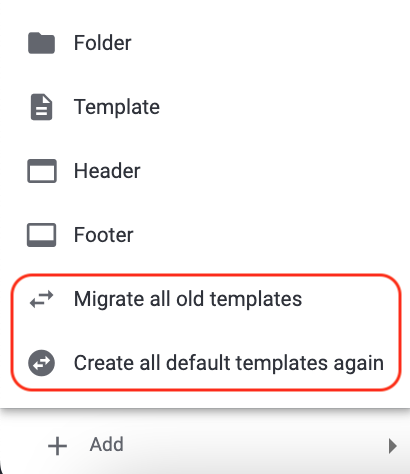 Folder
Template
Header
Footer
Migrate all old templates
Create all default templates again
Add